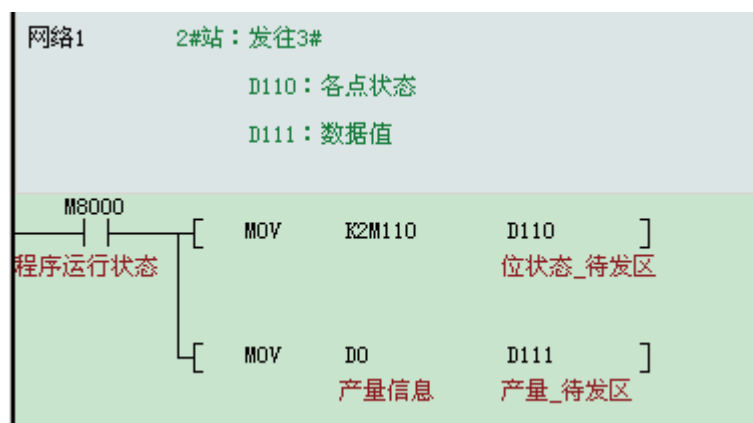 网络1 2#站：发往3#
D110：各点状态
D111：数据值
M8000
MOV K2M110 D110
程序运行状态 位状态_待发区
MOV D0 D111
产量信息 产量_待发区